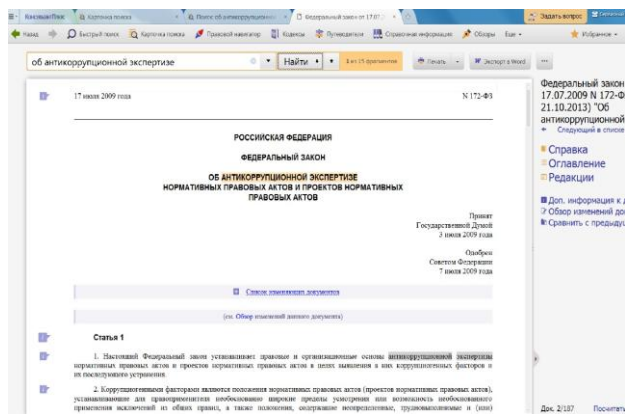 КонсультантПлюс Карточка поиска Поиск об антикоррупционн Федеральный закон от 17.07.2 Задать вопрос
Назад Быстрый поиск Карточка поиска Правовой навигатор Кодексы Путеводители Справочная информация Обзоры Еще Избранное
об антикоррупционной экспертизе Найти Печать Экспорт в Word
17 июля 2009 года N 172-ФЗ
РОССИЙСКАЯ ФЕДЕРАЦИЯ
ФЕДЕРАЛЬНЫЙ ЗАКОН
ОБ АНТИКОРРУПЦИОННОЙ ЭКСПЕРТИЗЕ
НОРМАТИВНЫХ ПРАВОВЫХ АКТОВ И ПРОЕКТОВ НОРМАТИВНЫХ
ПРАВОВЫХ АКТОВ
Принят
Государственной Думой
3 июля 2009 года
Одобрен
Советом Федерации
7 июля 2009 года
Список изменяющих документов
(см. Обзор изменений данного документа)
Статья 1
1. Настоящий Федеральный закон устанавливает правовые и организационные основы антикоррупционной экспертизы
нормативных правовых актов и проектов нормативных правовых актов в целях выявления в них коррупциогенных факторов и
их последующего устранения.
2. Коррупциогенными факторами являются положения нормативных правовых актов (проектов нормативных правовых актов),
устанавливающие для правоприменителя необоснованно широкие пределы усмотрения или возможность необоснованного
применения исключений из общих правил, а также положения, содержащие неопределенные, трудновыполнимые и (или)
Федеральный закон
17.07.2009 N 172-Ф
21.10.2013) "Об
антикоррупционной
Следующий в списке
Справка
Оглавление
Редакции
Доп. информация к д
Обзор изменений до
Сравнить с предыду
Док. 2/187 Посчитать